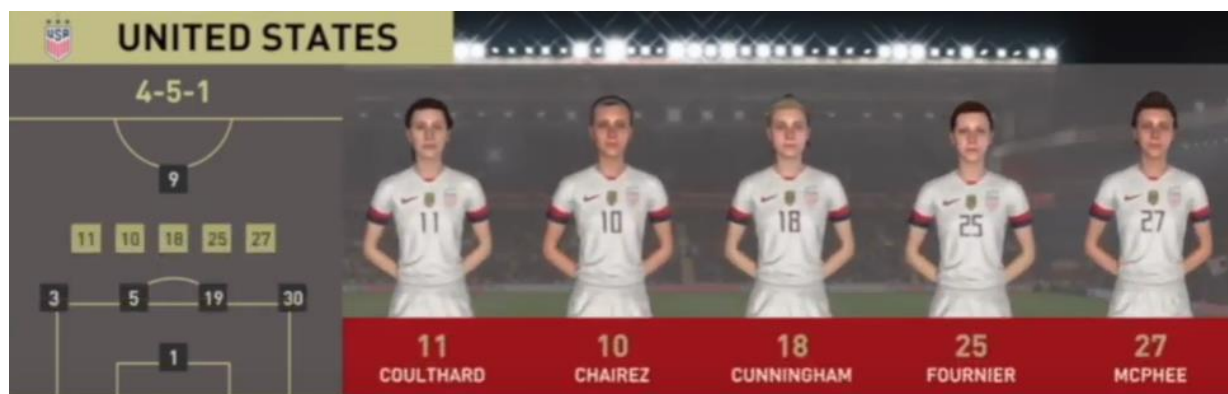 USA
UNITED STATES
4-5-1
9
11 10 18 25 27
3 5 19 30
1
11 10 18 25 27
11 10 18 25 27
COULTHARD CHAIREZ CUNNINGHAM FOURNIER MCPHEE